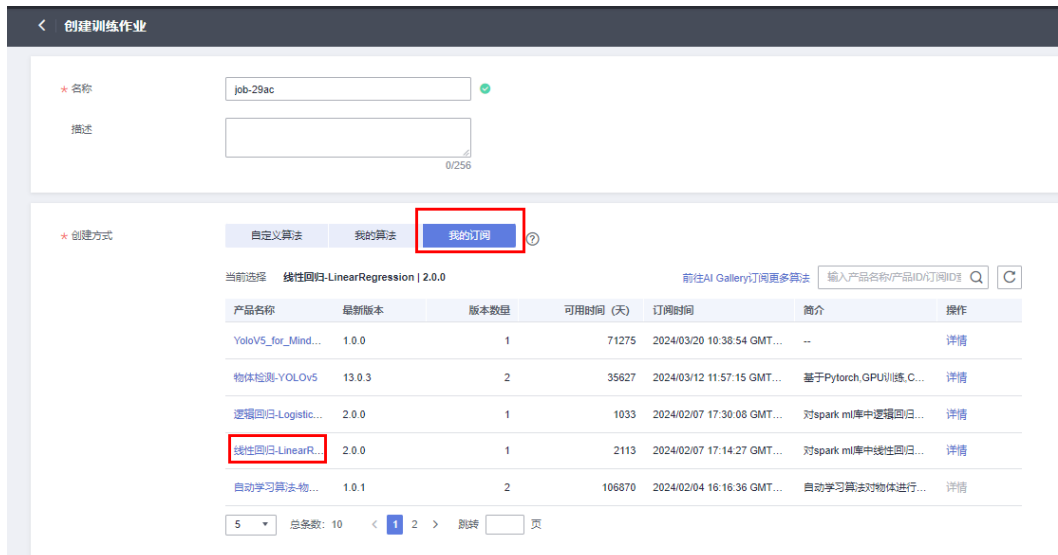 创建训练作业
★ 名称
job-29ac
描述
0/256
★ 创建方式
自定义算法 我的算法 我的订阅
当前选择 线性回归-LinearRegression | 2.0.0 前往AI Gallery订阅更多算法 输入产品名称/产品ID/订阅ID
产品名称 最新版本 版本数量 可用时间（天） 订阅时间 简介 操作
YoloV5_for_Mind... 1.0.0 1 71275 2024/03/20 10:38:54 GMT... -- 详情
物体检测-YOLOv5 13.0.3 2 35627 2024/03/12 11:57:15 GMT... 基于Pytorch,GPU训练,C... 详情
逻辑回归-Logistic... 2.0.0 1 1033 2024/02/07 17:30:08 GMT... 对spark ml库中逻辑回归... 详情
线性回归-LinearR... 2.0.0 1 2113 2024/02/07 17:14:27 GMT... 对spark ml库中线性回归... 详情
自动学习算法-物... 1.0.1 2 106870 2024/02/04 16:16:36 GMT... 自动学习算法对物体进行... 详情
5 总条数: 10 < 1 2 > 跳转 页